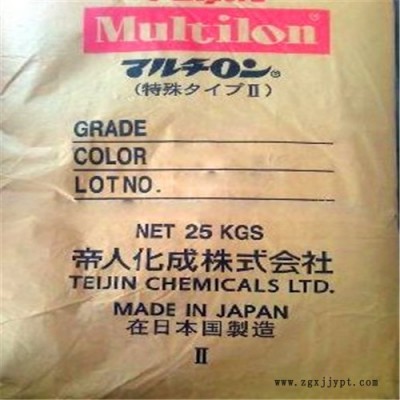 Multilon®
マルチロン®
(特殊タイプⅡ)
GRADE
COLOR
LOT NO.
NET 25 KGS
帝人化成株式会社
TEIJIN CHEMICALS LTD.
MADE IN JAPAN
在日本国製造
Ⅱ
www.zgxjjypt.com